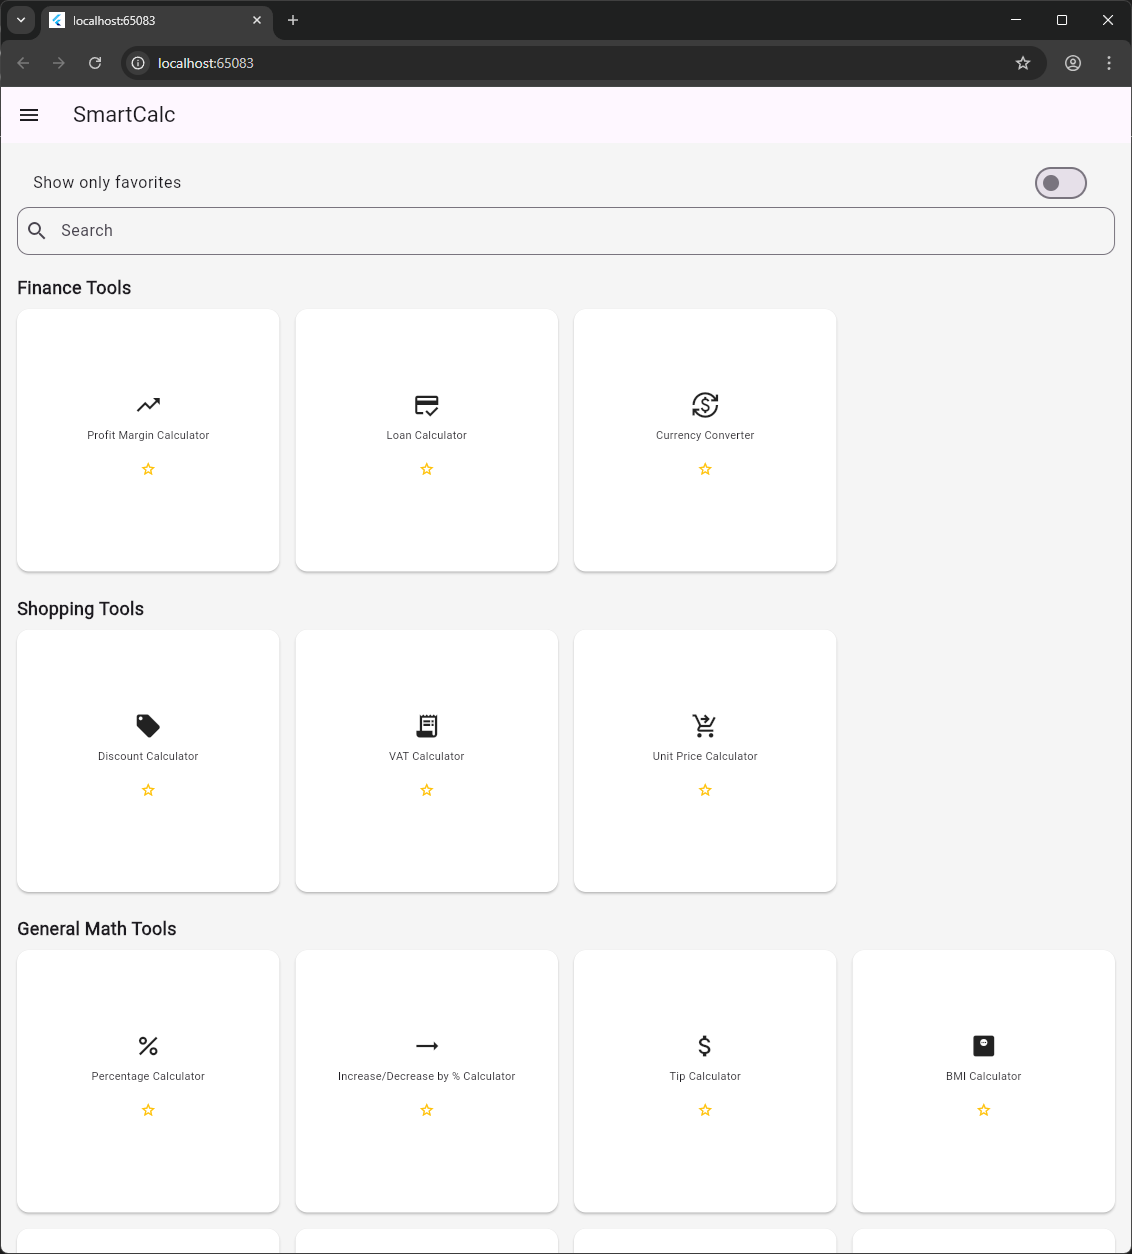 localhost:65083
localhost:65083
SmartCalc
Show only favorites
Search
Finance Tools
Profit Margin Calculator
Loan Calculator
Currency Converter
Shopping Tools
Discount Calculator
VAT Calculator
Unit Price Calculator
General Math Tools
Percentage Calculator
Increase/Decrease by % Calculator
Tip Calculator
BMI Calculator